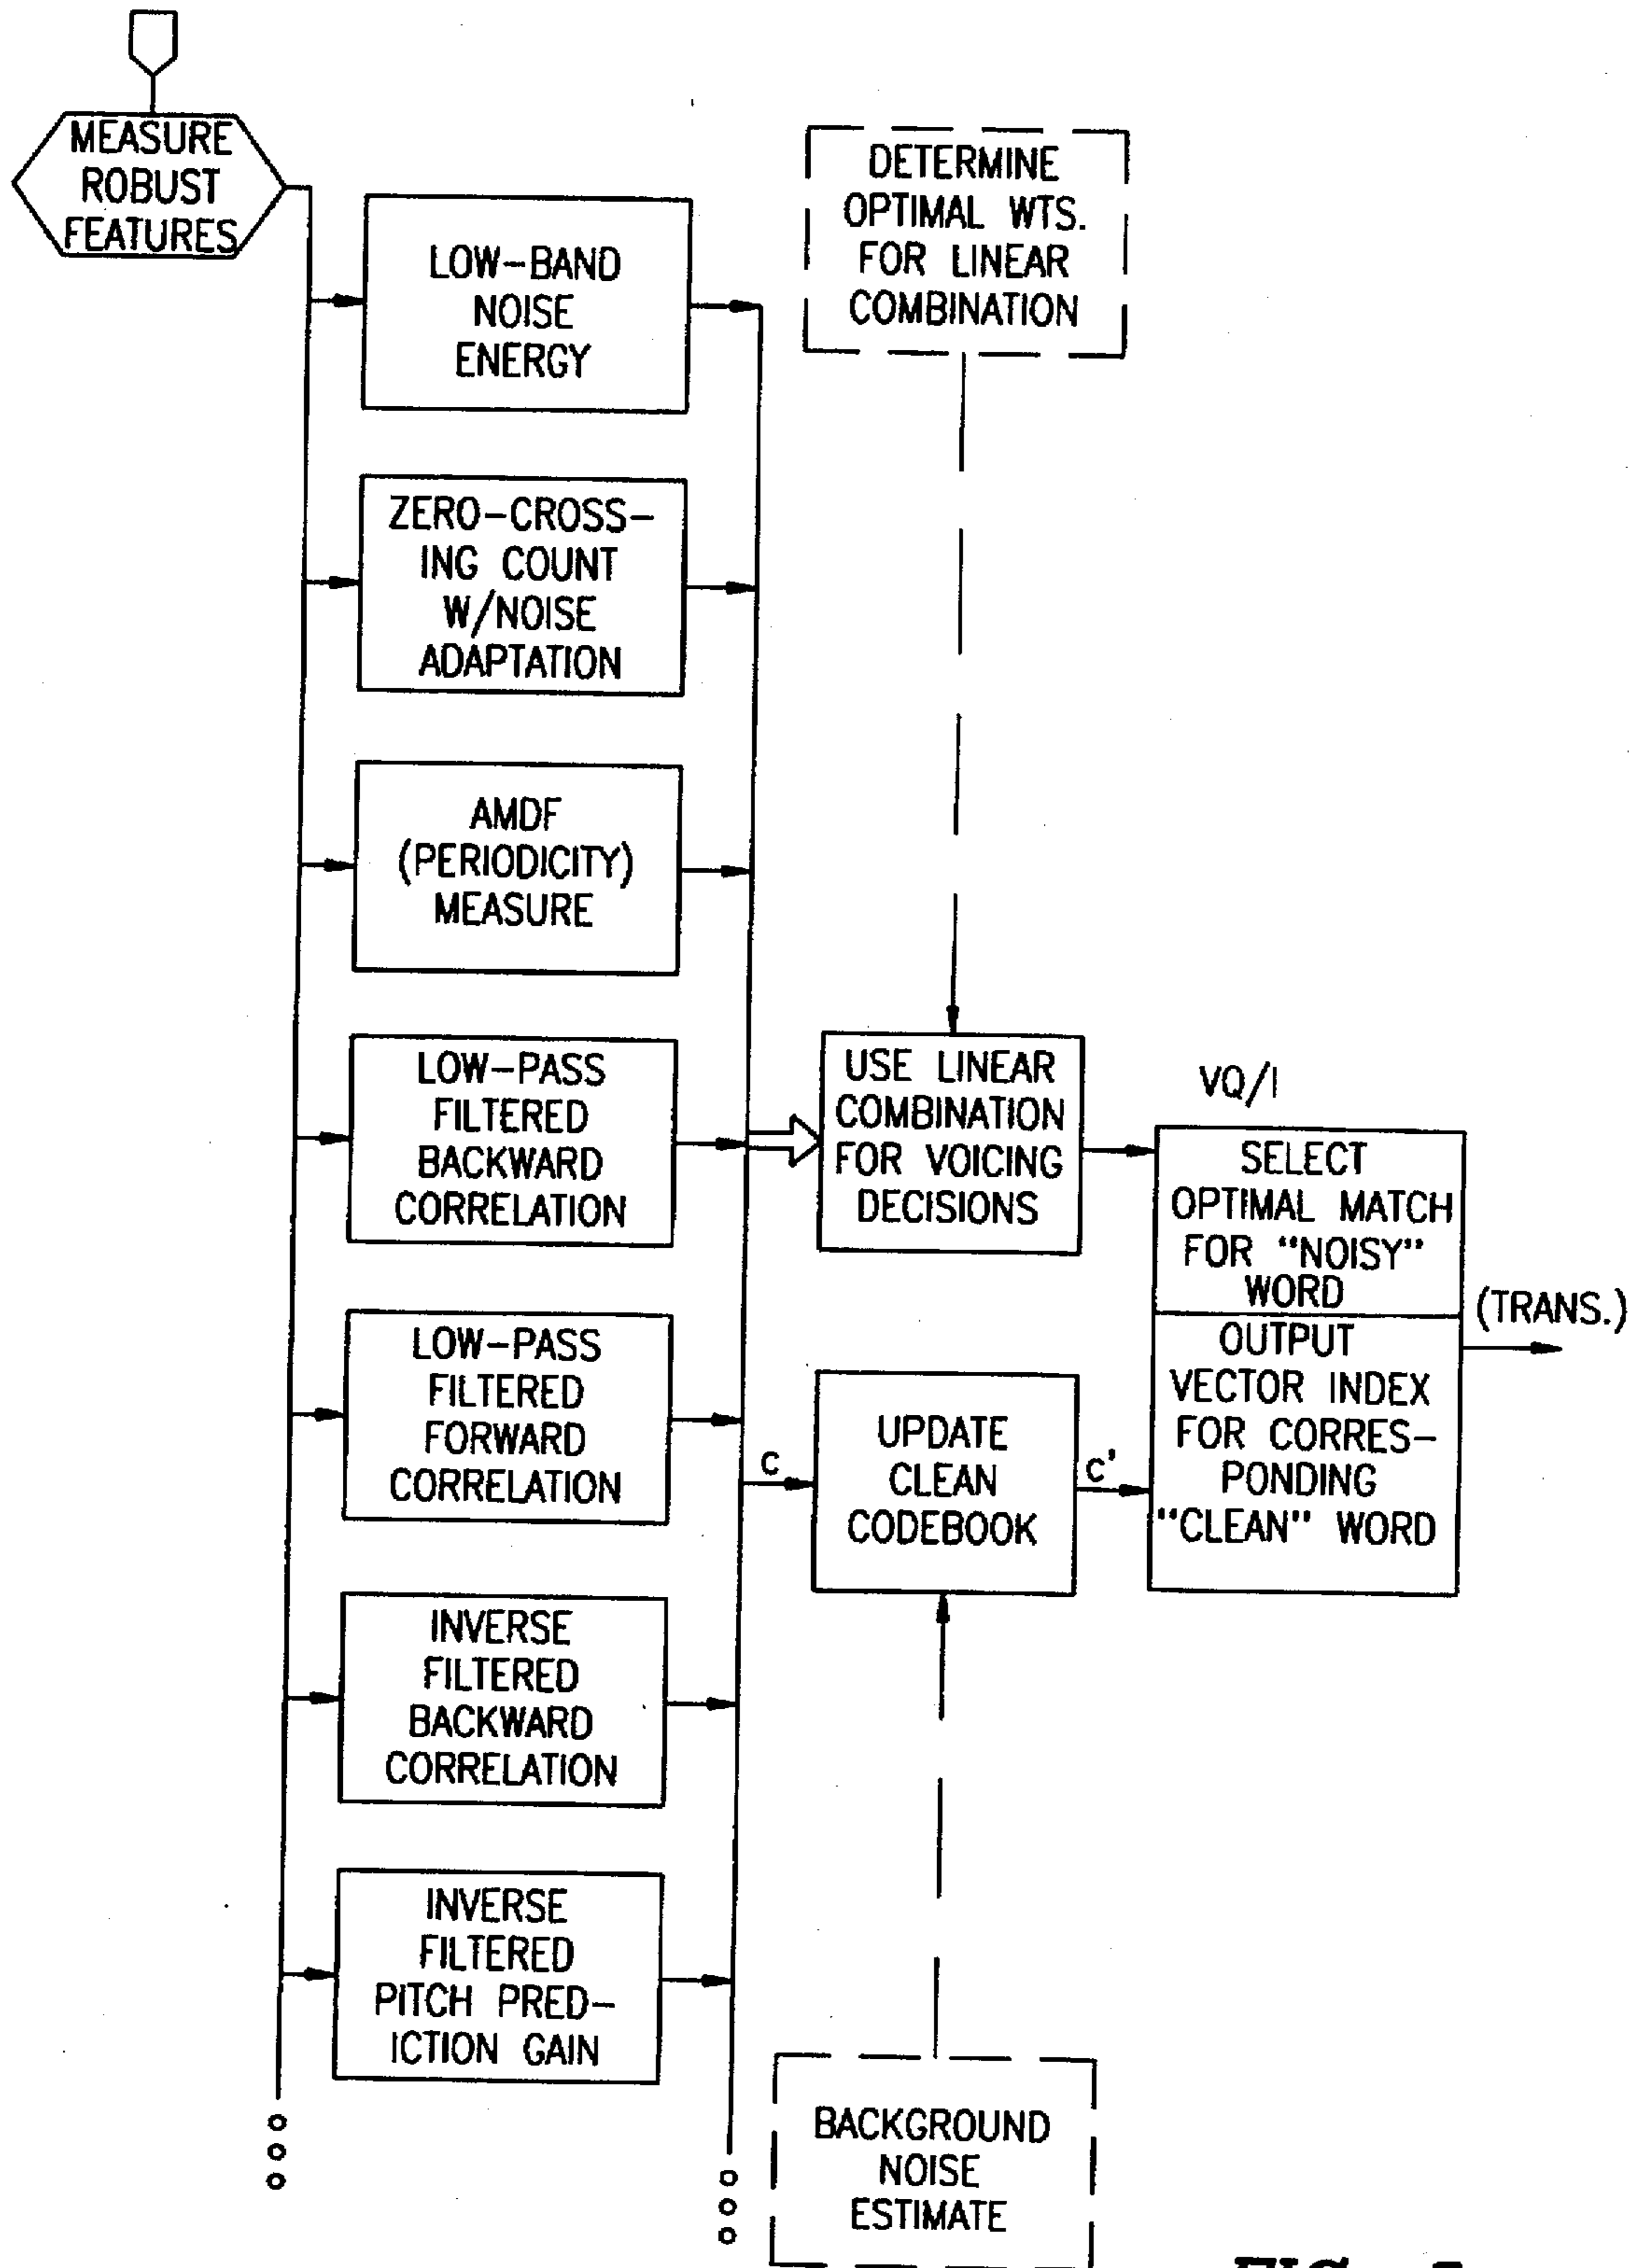 MEASURE
ROBUST
FEATURES
LOW-BAND
NOISE
ENERGY
ZERO-CROSS-
ING COUNT
W/NOISE
ADAPTATION
AMDF
(PERIODICITY)
MEASURE
LOW-PASS
FILTERED
BACKWARD
CORRELATION
LOW-PASS
FILTERED
FORWARD
CORRELATION
INVERSE
FILTERED
BACKWARD
CORRELATION
INVERSE
FILTERED
PITCH PRED-
ICTION GAIN
DETERMINE
OPTIMAL WTS.
FOR LINEAR
COMBINATION
USE LINEAR
COMBINATION
FOR VOICING
DECISIONS
C
UPDATE
CLEAN
CODEBOOK
C'
BACKGROUND
NOISE
ESTIMATE
VQ/I
SELECT
OPTIMAL MATCH
FOR "NOISY"
WORD
OUTPUT
VECTOR INDEX
FOR CORRES-
PONDING
"CLEAN" WORD
(TRANS.)